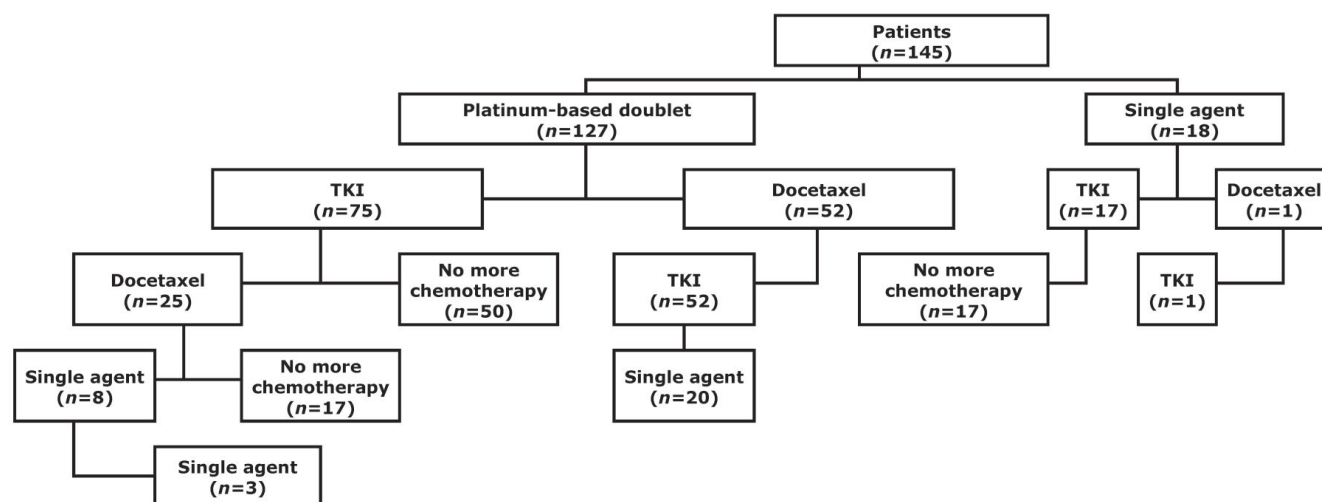 Patients
(n=145)
Platinum-based doublet
(n=127)
Single agent
(n=18)
TKI
(n=75)
Docetaxel
(n=52)
TKI
(n=17)
Docetaxel
(n=1)
Docetaxel
(n=25)
No more
chemotherapy
(n=50)
TKI
(n=52)
No more
chemotherapy
(n=17)
TKI
(n=1)
Single agent
(n=8)
No more
chemotherapy
(n=17)
Single agent
(n=20)
Single agent
(n=3)